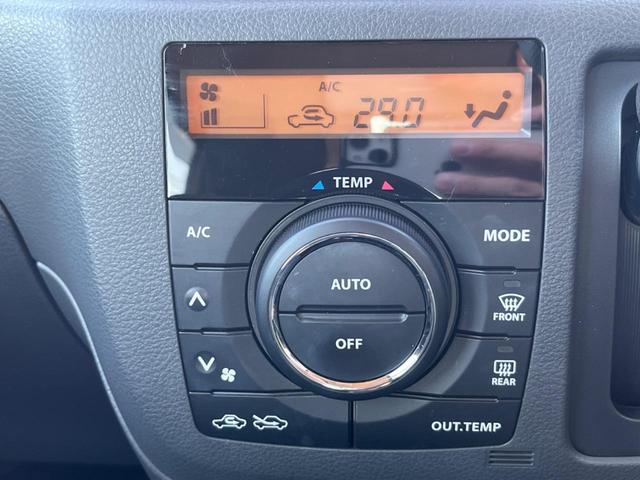 A/C
29.0
TEMP
A/C
MODE
AUTO
OFF
FRONT
REAR
OUT.TEMP